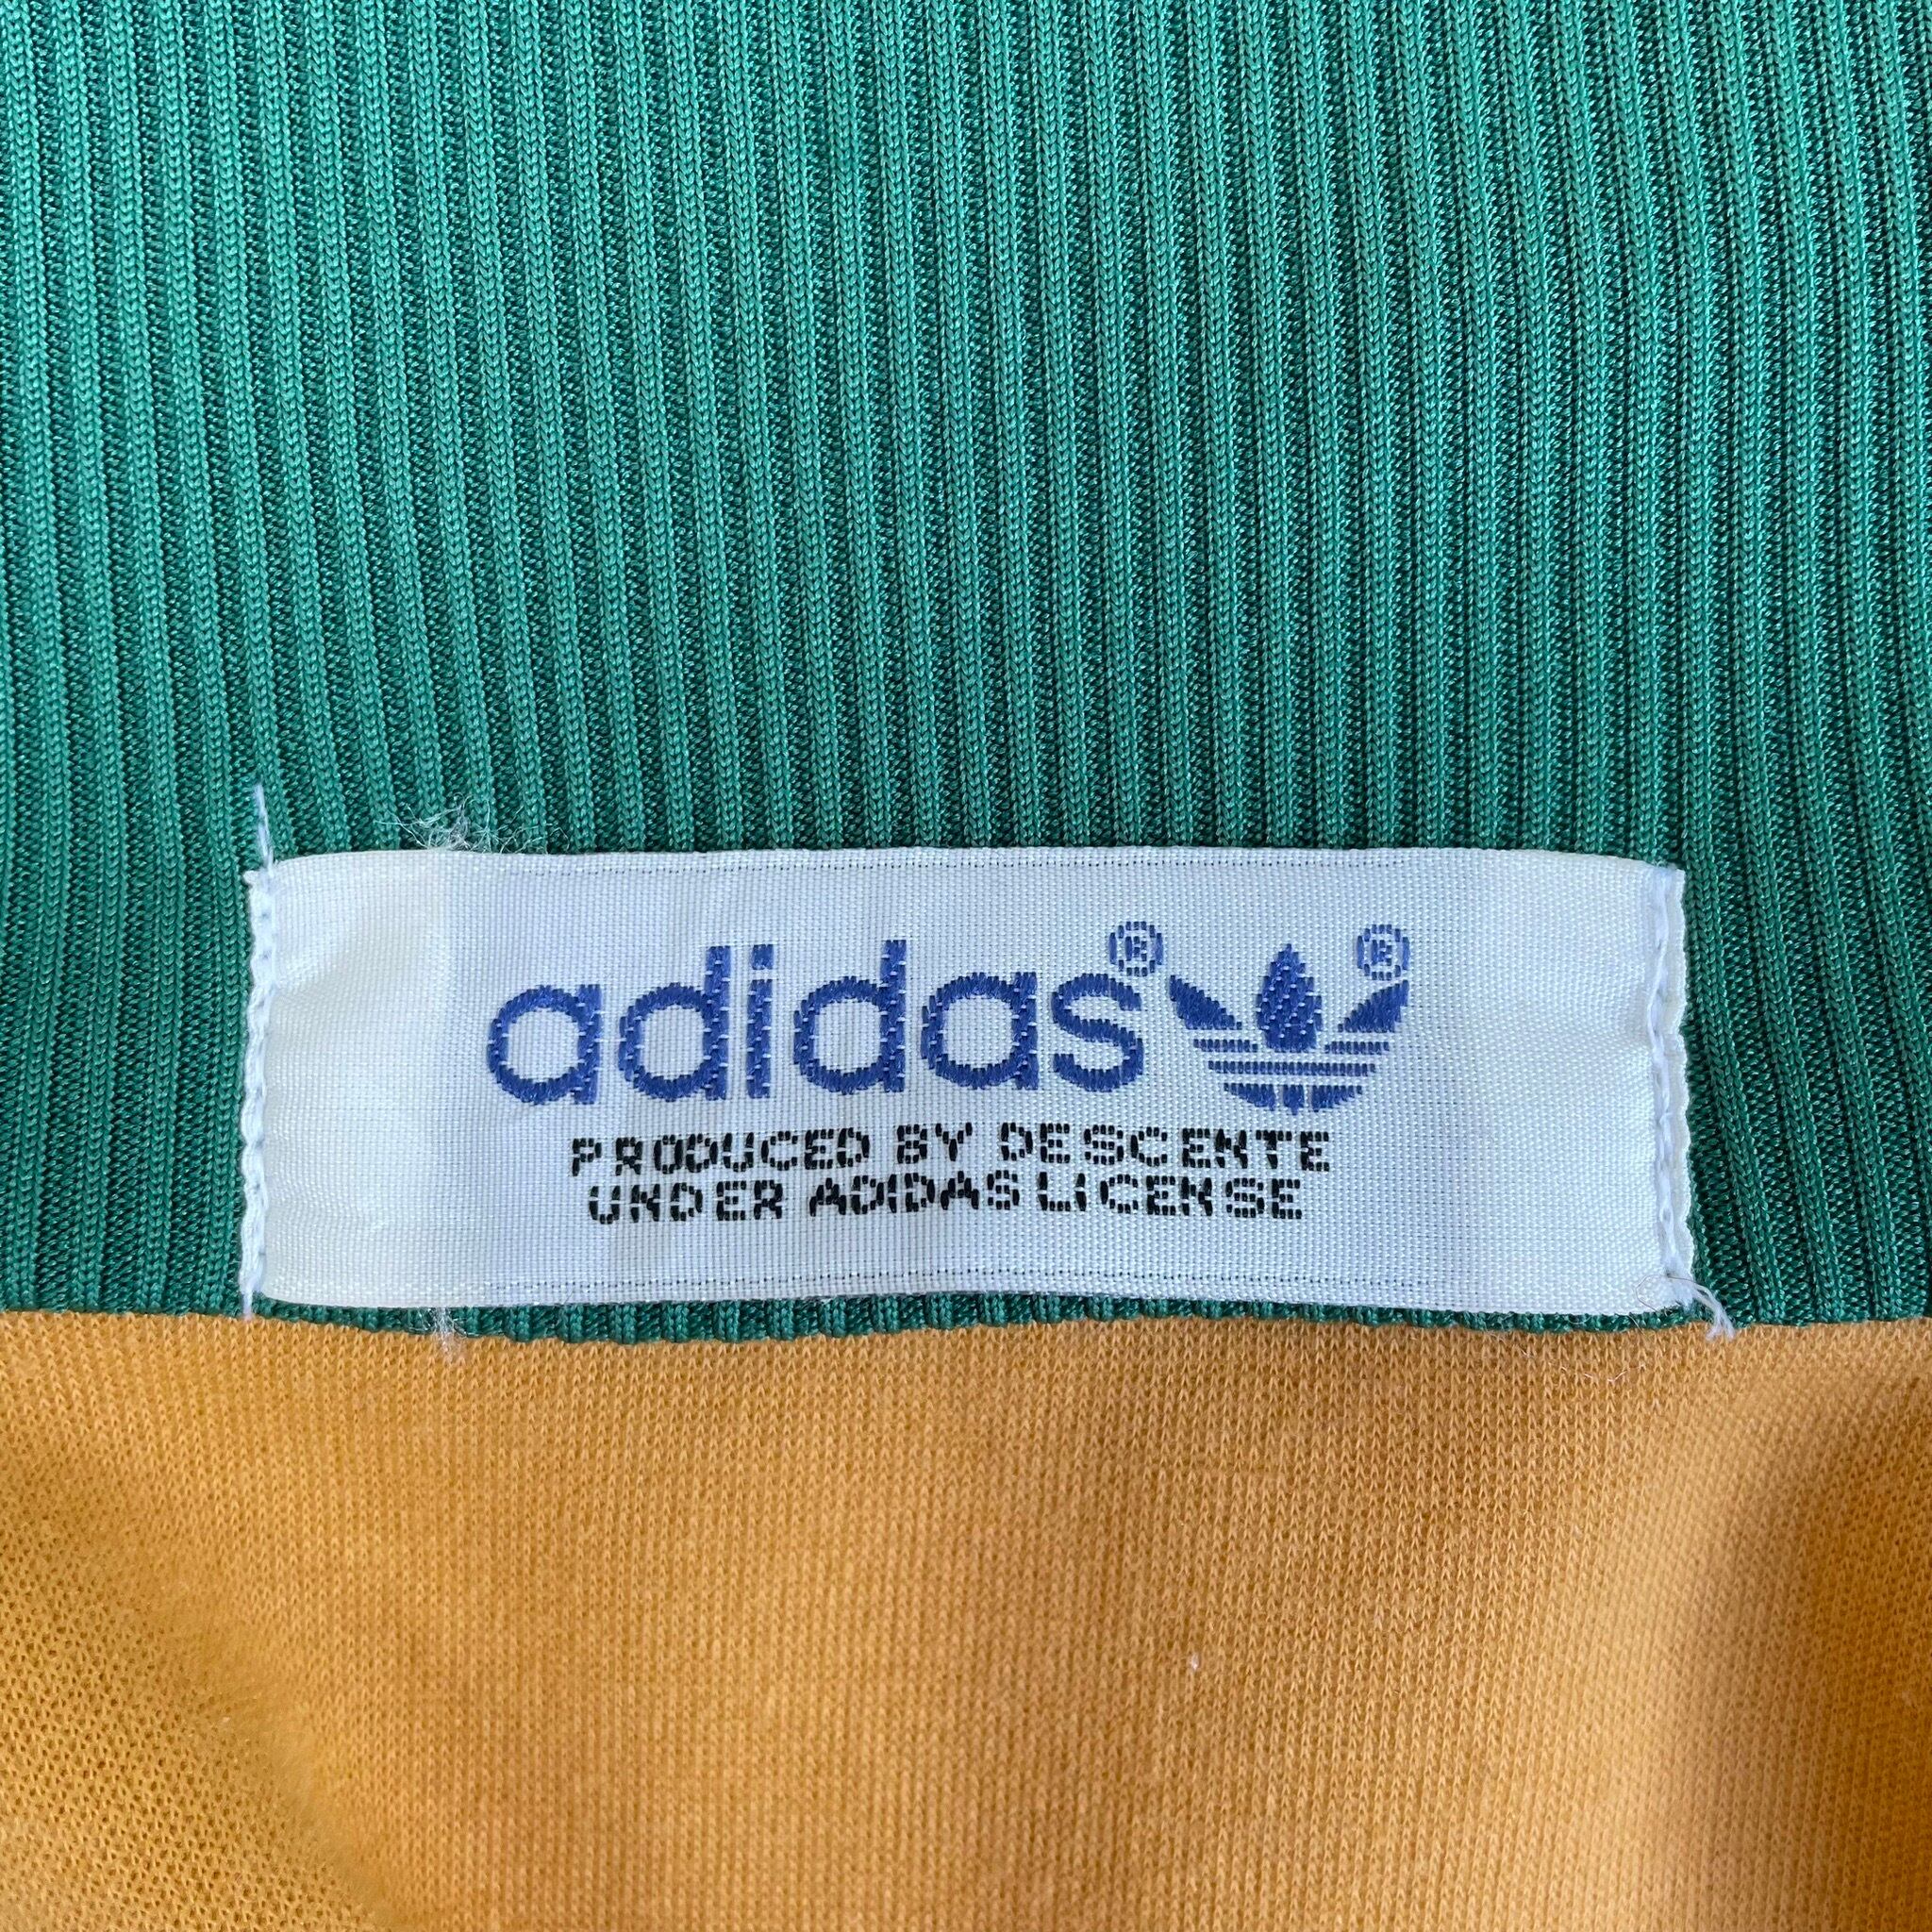 adidas® ®
PRODUCED BY DESCENTE
UNDER ADIDAS LICENSE